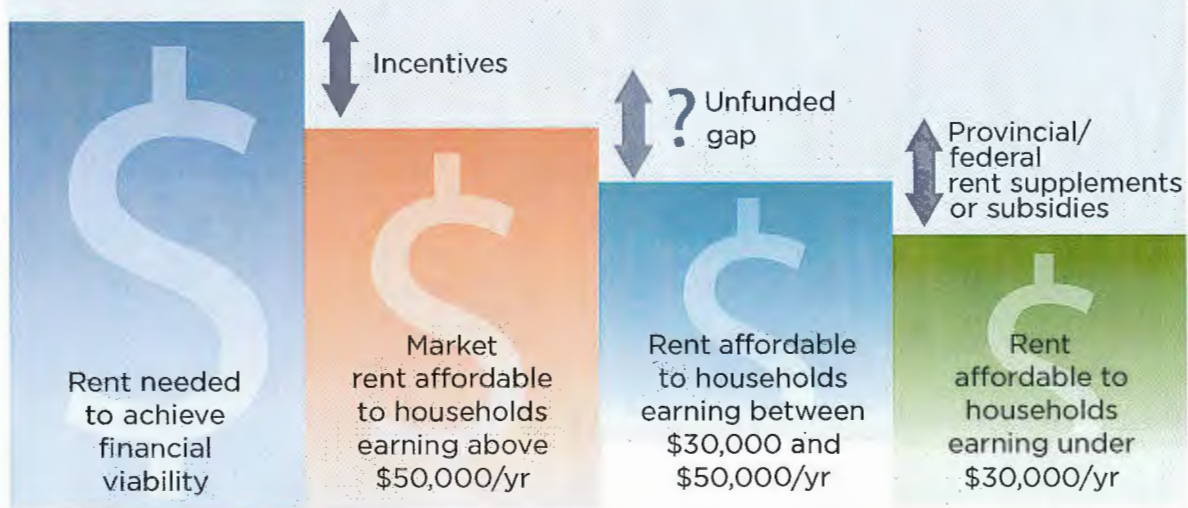 Incentives
? Unfunded
gap
Provincial/
federal
rent supplements
or subsidies
$
Rent needed
to achieve
financial
viability
$
Market
rent affordable
to households
earning above
$50,000/yr
$
Rent affordable
to households
earning between
$30,000 and
$50,000/yr
$
Rent
affordable to
households
earning under
$30,000/yr